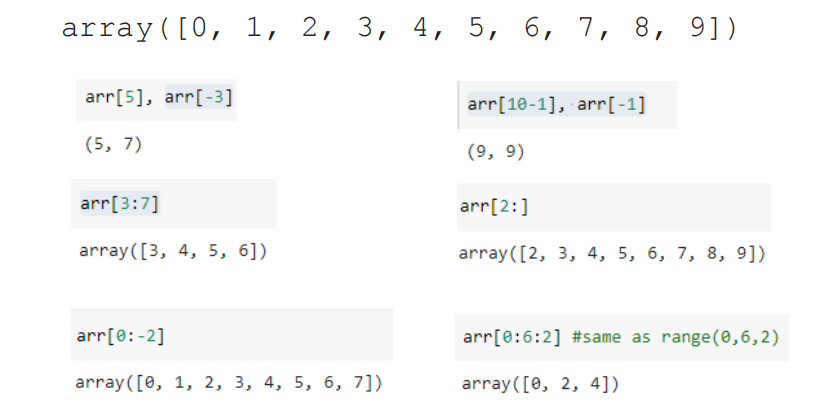 array([0, 1, 2, 3, 4, 5, 6, 7, 8, 9])
arr[5], arr[-3]
(5, 7)
arr[10-1], arr[-1]
(9, 9)
arr[3:7]
array([3, 4, 5, 6])
arr[2:]
array([2, 3, 4, 5, 6, 7, 8, 9])
arr[0:-2]
array([0, 1, 2, 3, 4, 5, 6, 7])
arr[0:6:2] #same as range(0,6,2)
array([0, 2, 4])